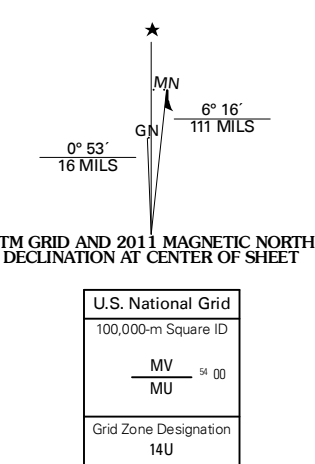 ★
MN
GN
6° 16´
111 MILS
0° 53´
16 MILS
TM GRID AND 2011 MAGNETIC NORTH
DECLINATION AT CENTER OF SHEET
U.S. National Grid
100,000-m Square ID
MV
54 00
MU
Grid Zone Designation
14U